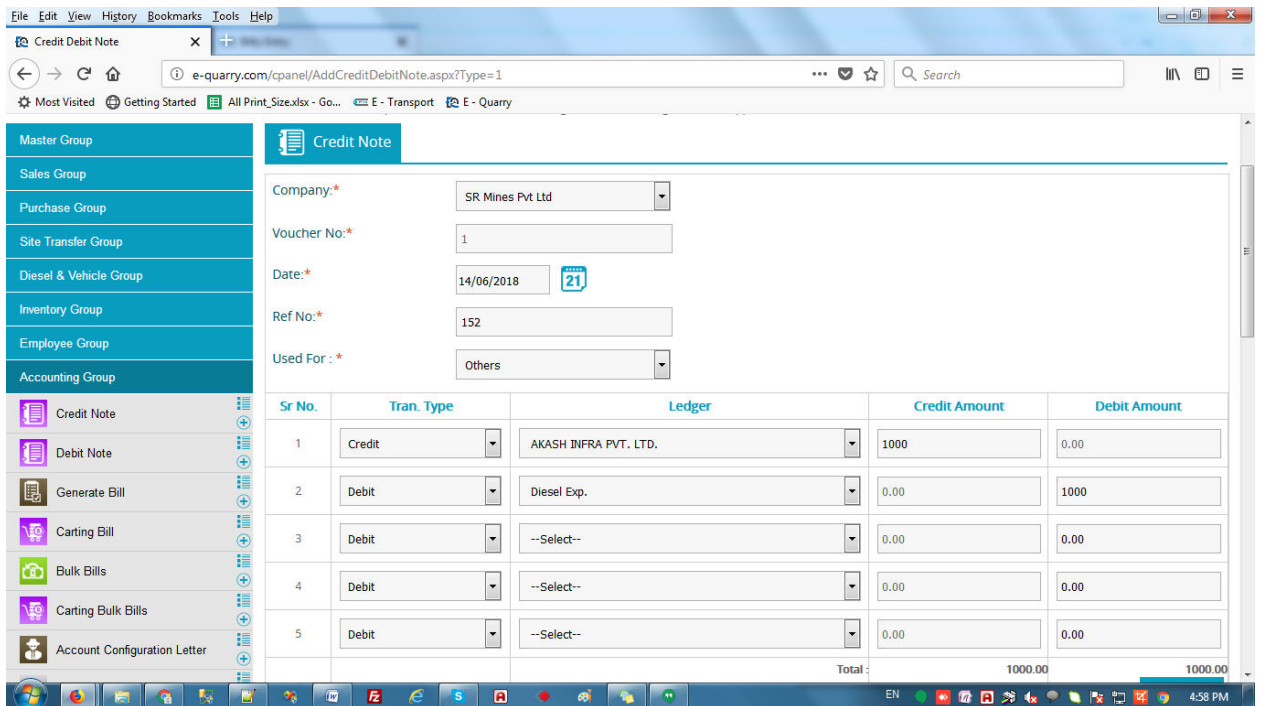 File Edit View History Bookmarks Tools Help
Credit Debit Note
e-quarry.com/cpanel/AddCreditDebitNote.aspx?Type=1
Search
Most Visited Getting Started All Print_Size.xlsx - Go... E - Transport E - Quarry
Master Group
Sales Group
Purchase Group
Site Transfer Group
Diesel & Vehicle Group
Inventory Group
Employee Group
Accounting Group
Credit Note
Debit Note
Generate Bill
Carting Bill
Bulk Bills
Carting Bulk Bills
Account Configuration Letter
Credit Note
Company:* SR Mines Pvt Ltd
Voucher No:* 1
Date:* 14/06/2018 21
Ref No:* 152
Used For : * Others
Sr No. Tran. Type Ledger Credit Amount Debit Amount
1 Credit AKASH INFRA PVT. LTD. 1000 0.00
2 Debit Diesel Exp. 0.00 1000
3 Debit --Select-- 0.00 0.00
4 Debit --Select-- 0.00 0.00
5 Debit --Select-- 0.00 0.00
Total : 1000.00 1000.00
EN 4:58 PM